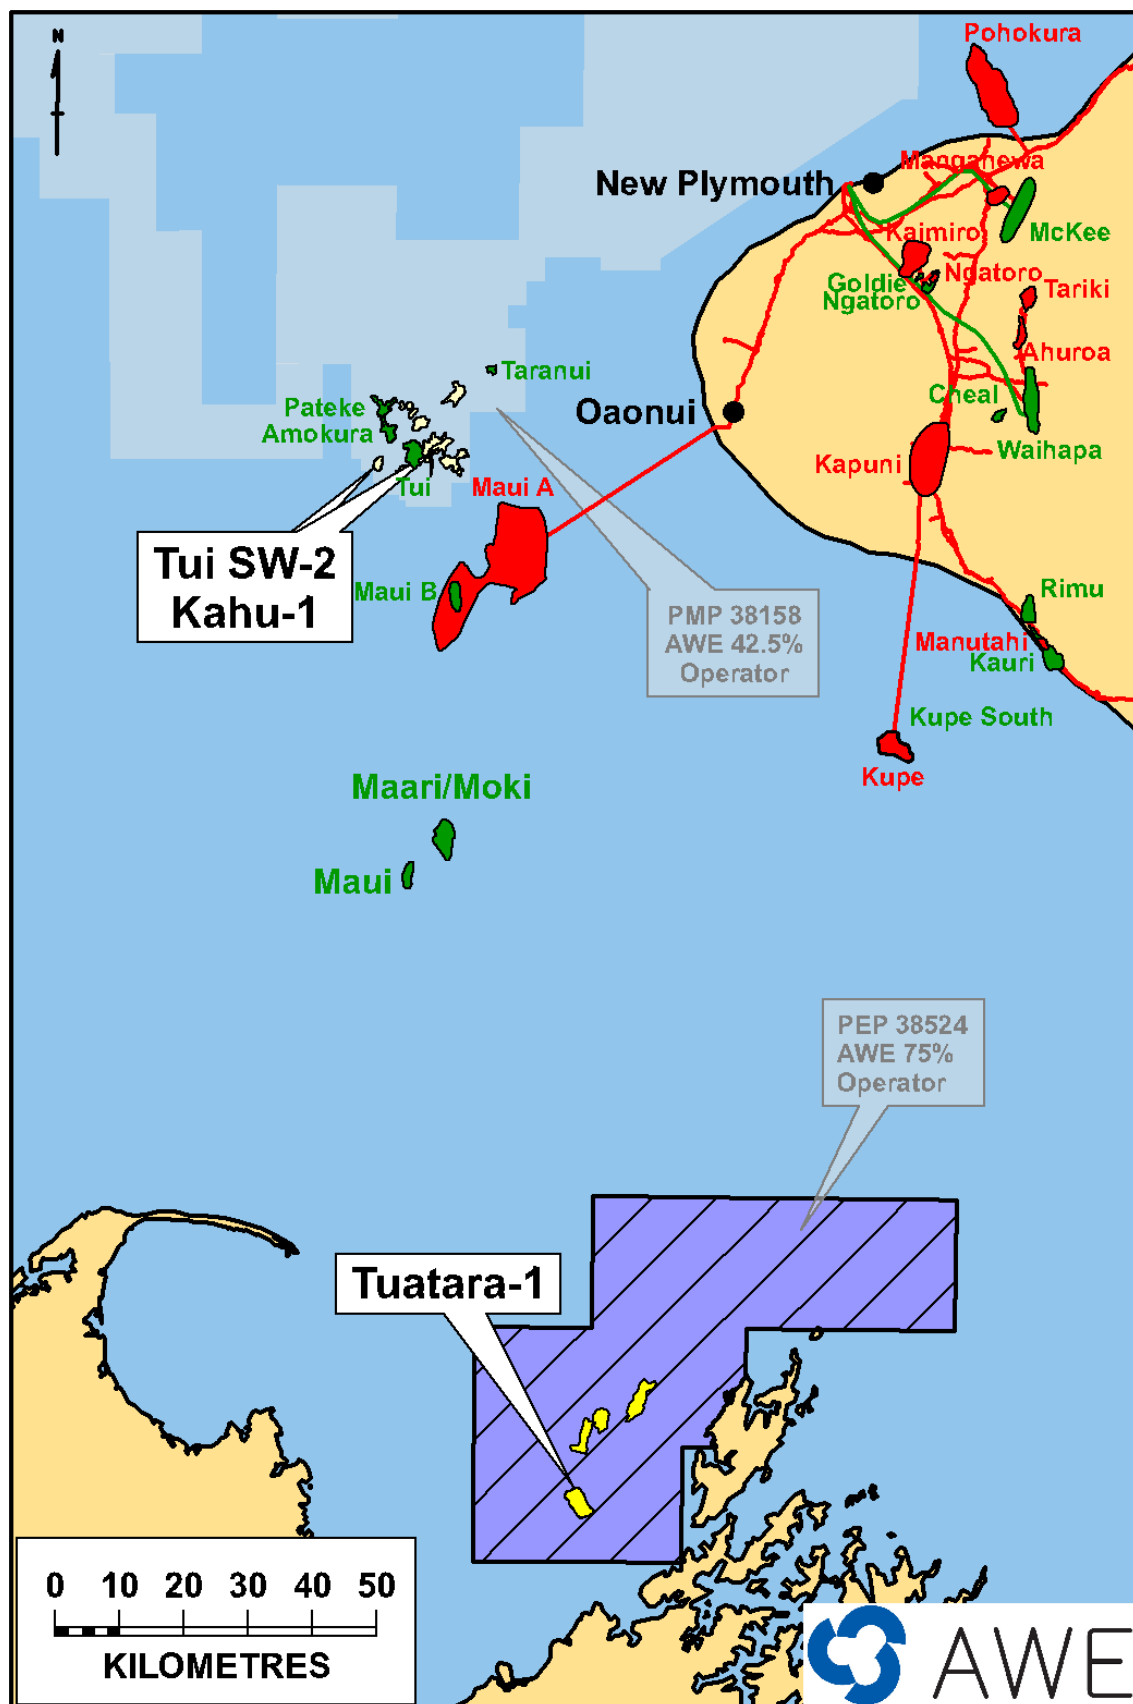 N
Pohokura
Manganewa
New Plymouth
McKee
Kaimiro
Ngatoro
Goldie
Ngatoro
Tariki
Ahuroa
Taranui
Cheal
Pateke
Amokura
Oaonui
Waihapa
Kapuni
Tui
Maui A
Tui SW-2
Kahu-1
Maui B
Rimu
PMP 38158
AWE 42.5%
Operator
Manutahi
Kauri
Kupe South
Kupe
Maari/Moki
Maui
PEP 38524
AWE 75%
Operator
Tuatara-1
0 10 20 30 40 50
KILOMETRES
AWE